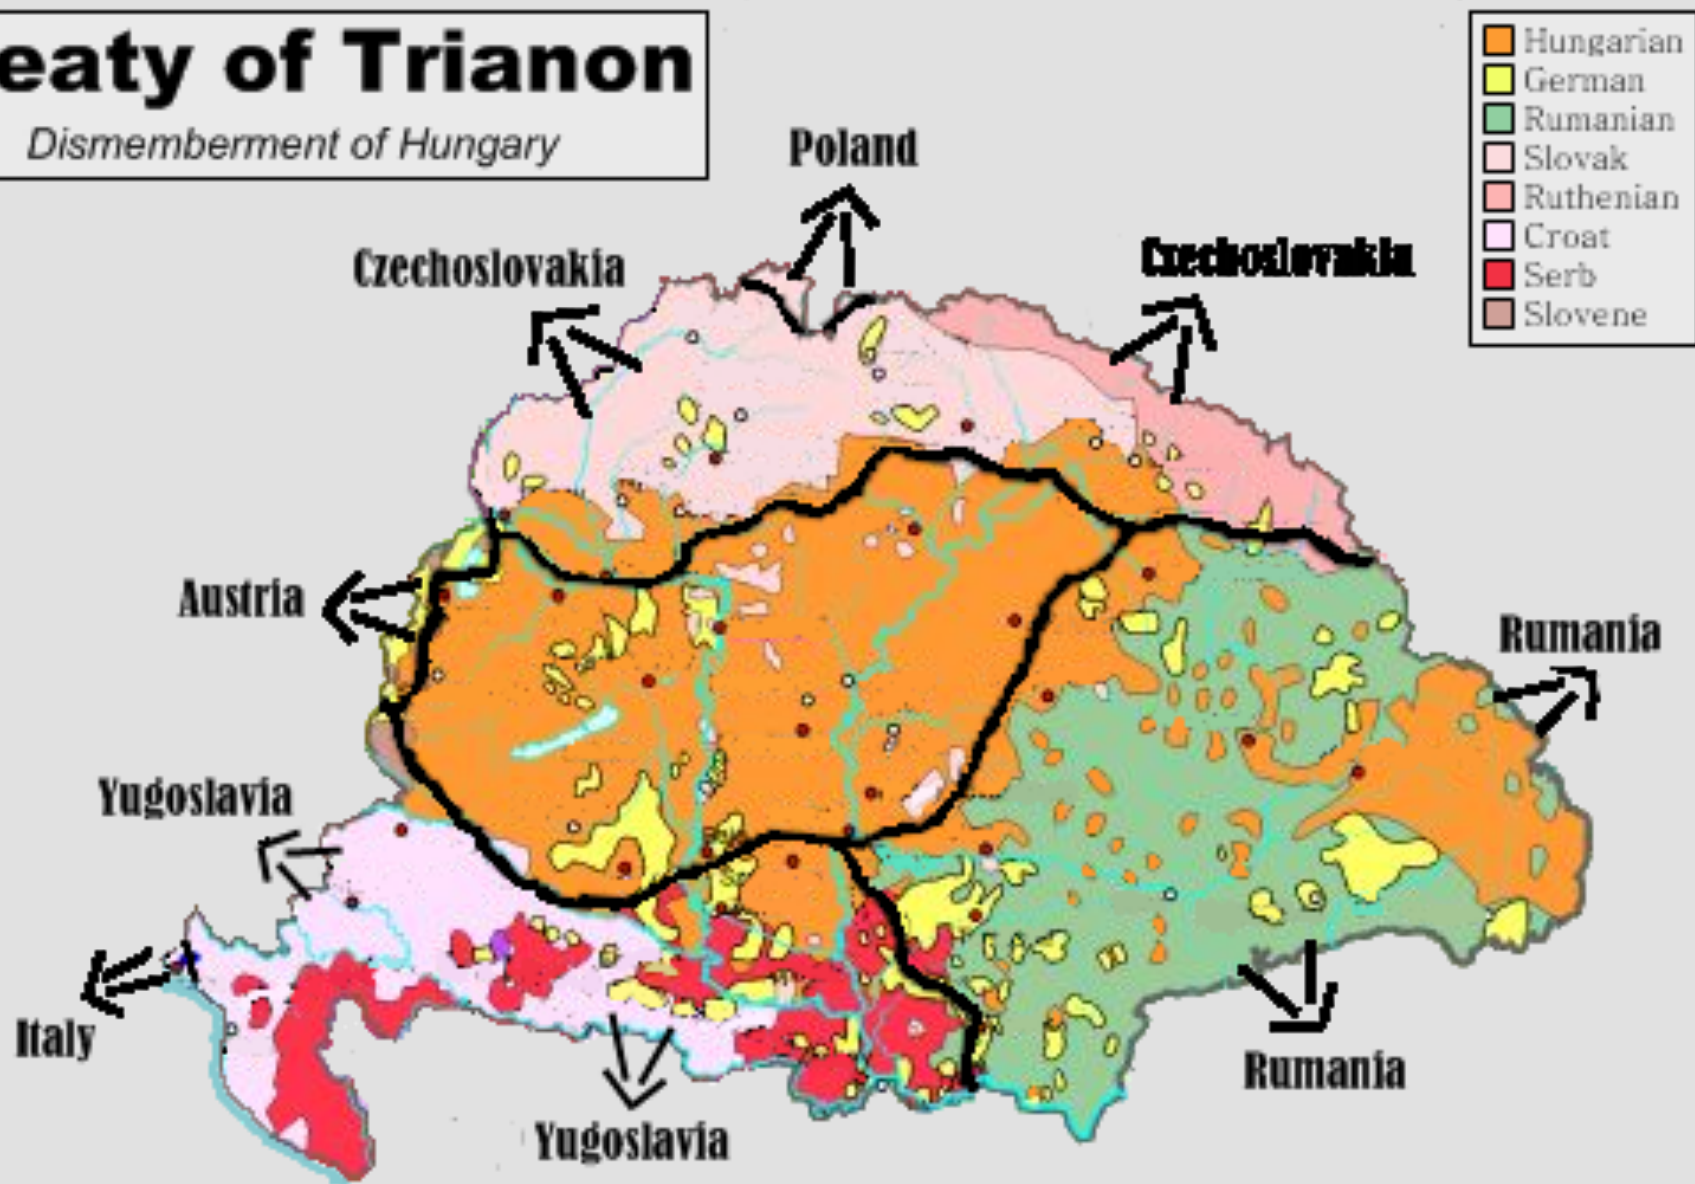 eaty of Trianon
Dismemberment of Hungary
Hungarian
German
Rumanian
Slovak
Ruthenian
Croat
Serb
Slovene
Poland
Czechoslovakia
Czechoslovakia
Austria
Rumania
Yugoslavia
Italy
Rumania
Yugoslavia